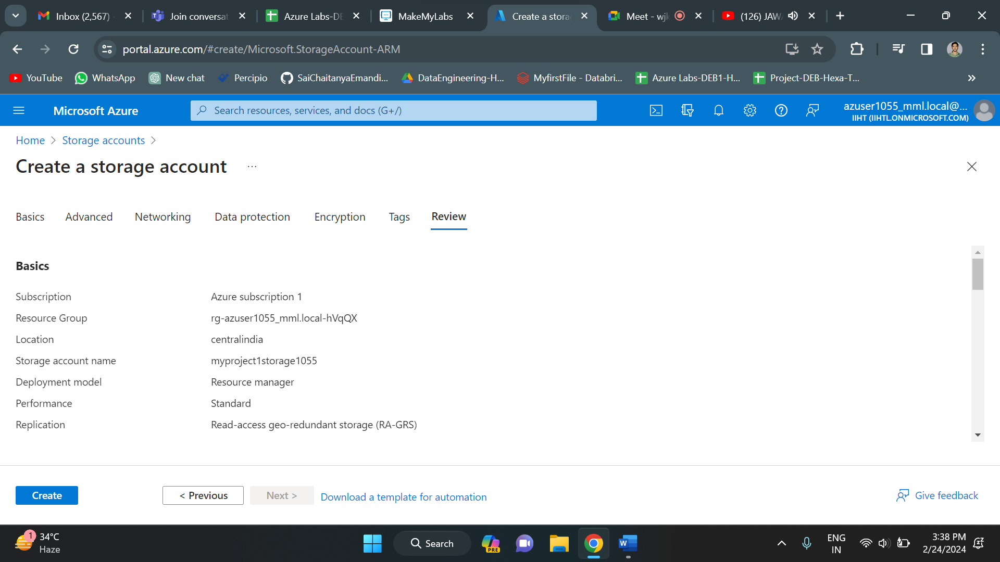 Inbox (2,567)
Join conversat
Azure Labs-DE
MakeMyLabs
Create a stora
Meet - wjk
(126) JAW
portal.azure.com/#create/Microsoft.StorageAccount-ARM
YouTube
WhatsApp
New chat
Percipio
SaiChaitanyaEmandi...
DataEngineering-H...
MyfirstFile - Databri...
Azure Labs-DEB1-H...
Project-DEB-Hexa-T...
Microsoft Azure
Search resources, services, and docs (G+/)
azuser1055_mml.local@...
IIHT (IIHTL.ONMICROSOFT.COM)
Home > Storage accounts >
Create a storage account ...
Basics
Advanced
Networking
Data protection
Encryption
Tags
Review
Basics
Subscription Azure subscription 1
Resource Group rg-azuser1055_mml.local-hVqQX
Location centralindia
Storage account name myproject1storage1055
Deployment model Resource manager
Performance Standard
Replication Read-access geo-redundant storage (RA-GRS)
Create
< Previous
Next >
Download a template for automation
Give feedback
1
34°C
Haze
Search
PRE
ENG
IN
3:38 PM
2/24/2024